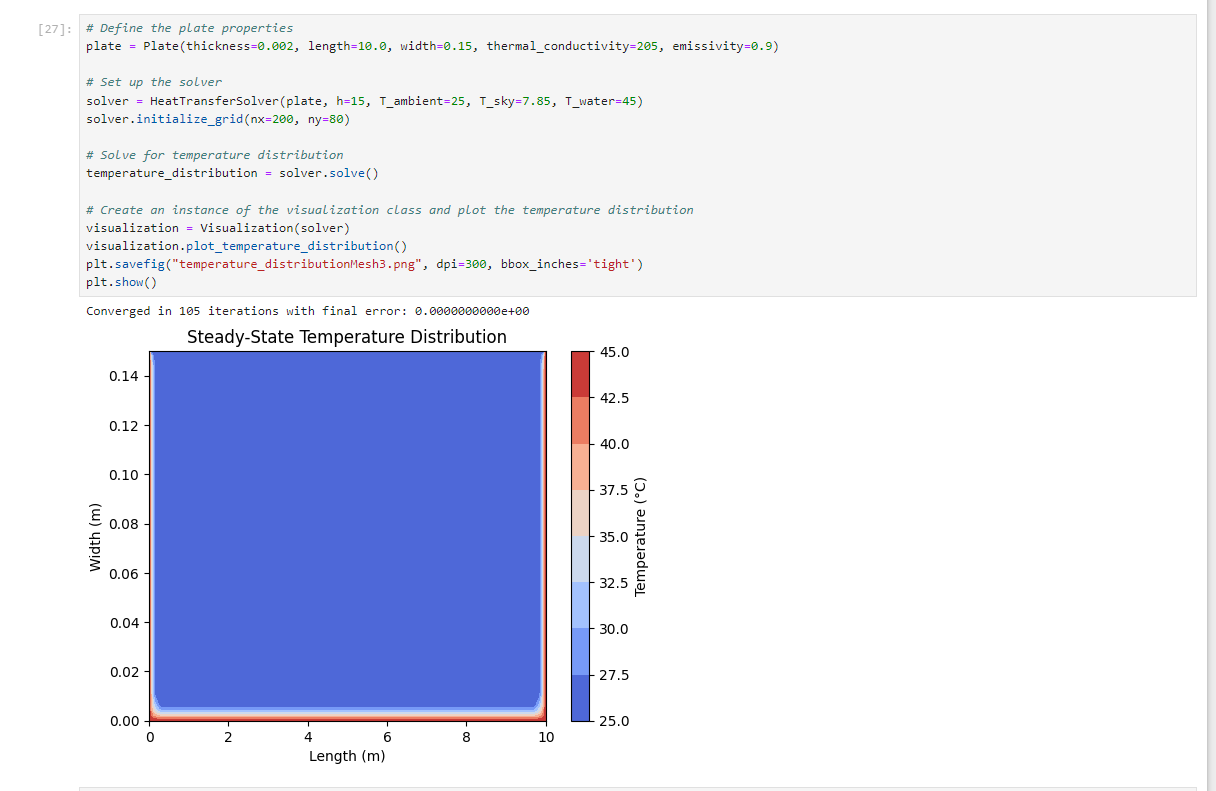 [27]:
# Define the plate properties
plate = Plate(thickness=0.002, length=10.0, width=0.15, thermal_conductivity=205, emissivity=0.9)
# Set up the solver
solver = HeatTransferSolver(plate, h=15, T_ambient=25, T_sky=7.85, T_water=45)
solver.initialize_grid(nx=200, ny=80)
# Solve for temperature distribution
temperature_distribution = solver.solve()
# Create an instance of the visualization class and plot the temperature distribution
visualization = Visualization(solver)
visualization.plot_temperature_distribution()
plt.savefig("temperature_distributionMesh3.png", dpi=300, bbox_inches='tight')
plt.show()
Converged in 105 iterations with final error: 0.0000000000e+00
Steady-State Temperature Distribution
Width (m)
0.14
0.12
0.10
0.08
0.06
0.04
0.02
0.00
0 2 4 6 8 10
Length (m)
45.0
42.5
40.0
37.5
35.0
32.5
30.0
27.5
25.0
Temperature (°C)